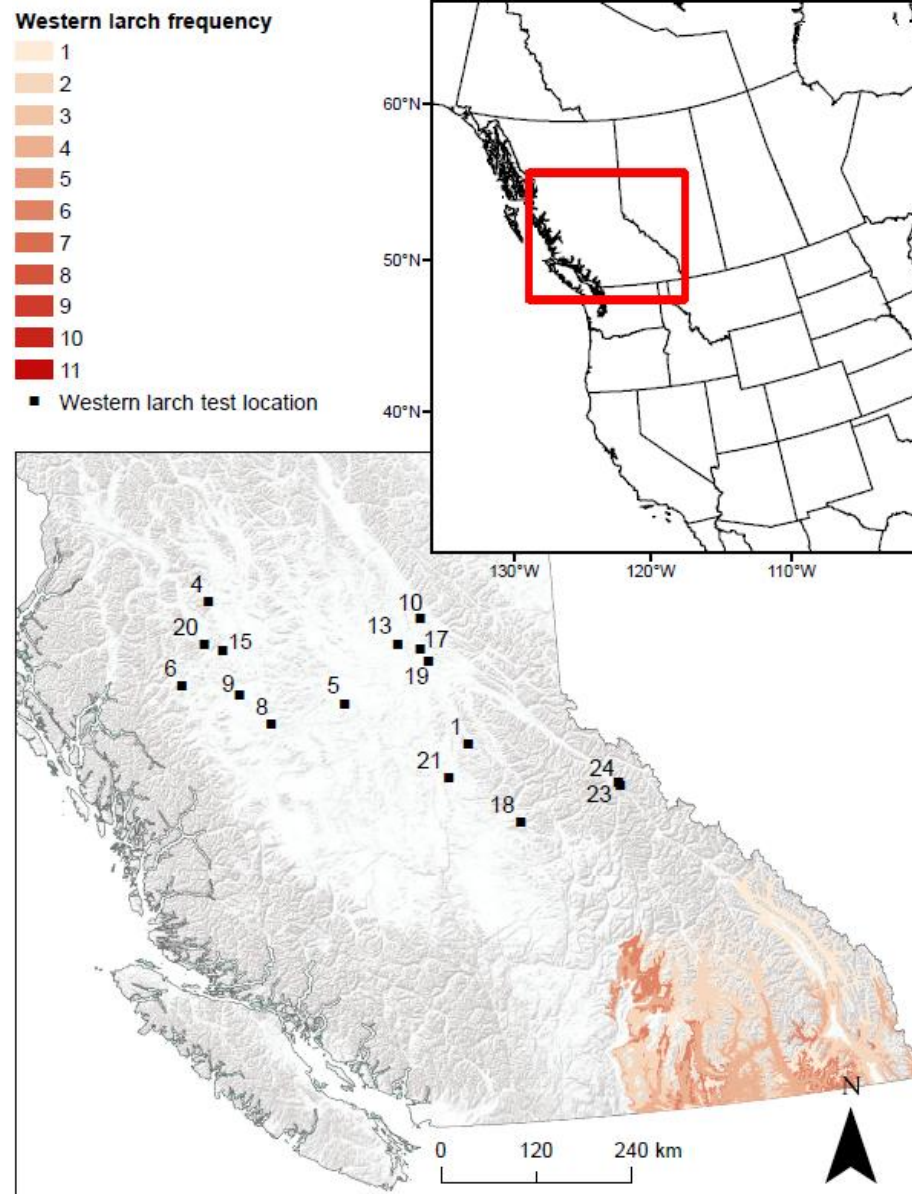 Western larch frequency
1
2
3
4
5
6
7
8
9
10
11
Western larch test location
60°N
50°N
40°N
130°W 120°W 110°W
4
10
20 15 13 17
19
6 9 5
8
1
21 24
23
18
N
0 120 240 km